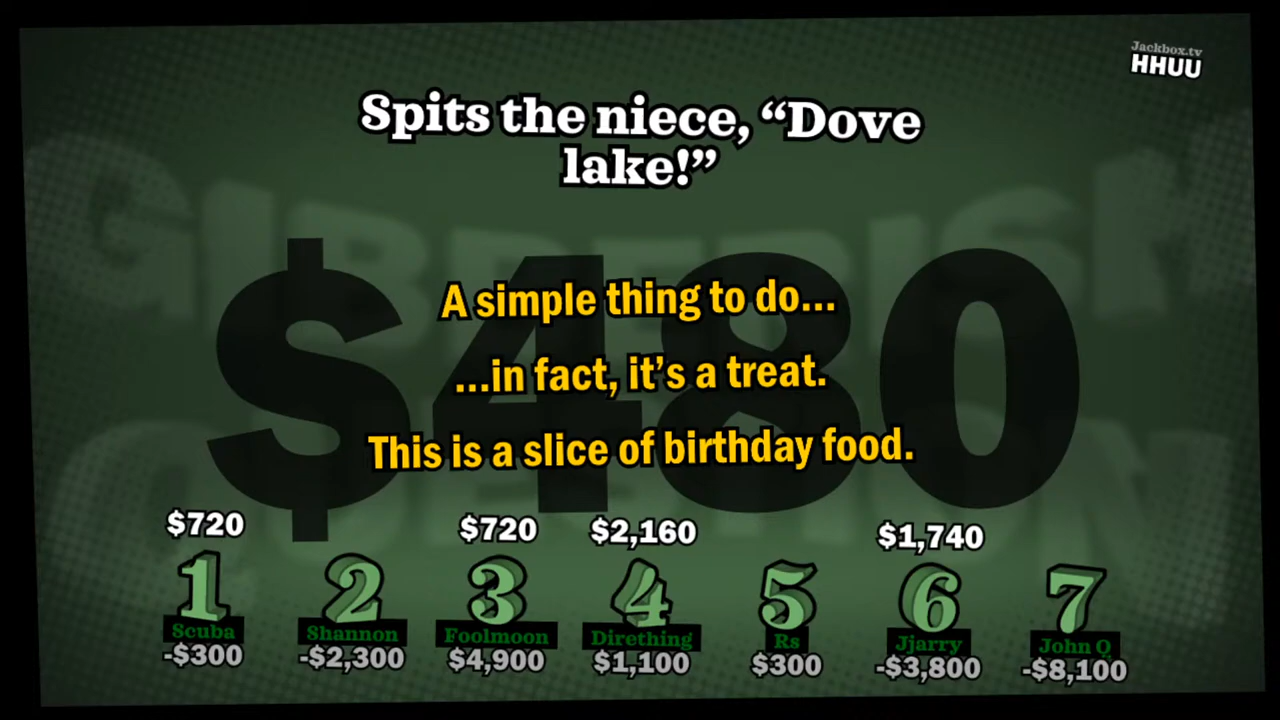 Jackbox.tv
HHUU
Spits the niece, “Dove
lake!”
GIBBERISH
QUESTION
$480
A simple thing to do...
...in fact, it’s a treat.
This is a slice of birthday food.
$720 $720 $2,160 $1,740
1 2 3 4 5 6 7
Scuba Shannon Foolmoon Dirething Rs Jjarry John Q
-$300 -$2,300 $4,900 $1,100 $300 -$3,800 -$8,100